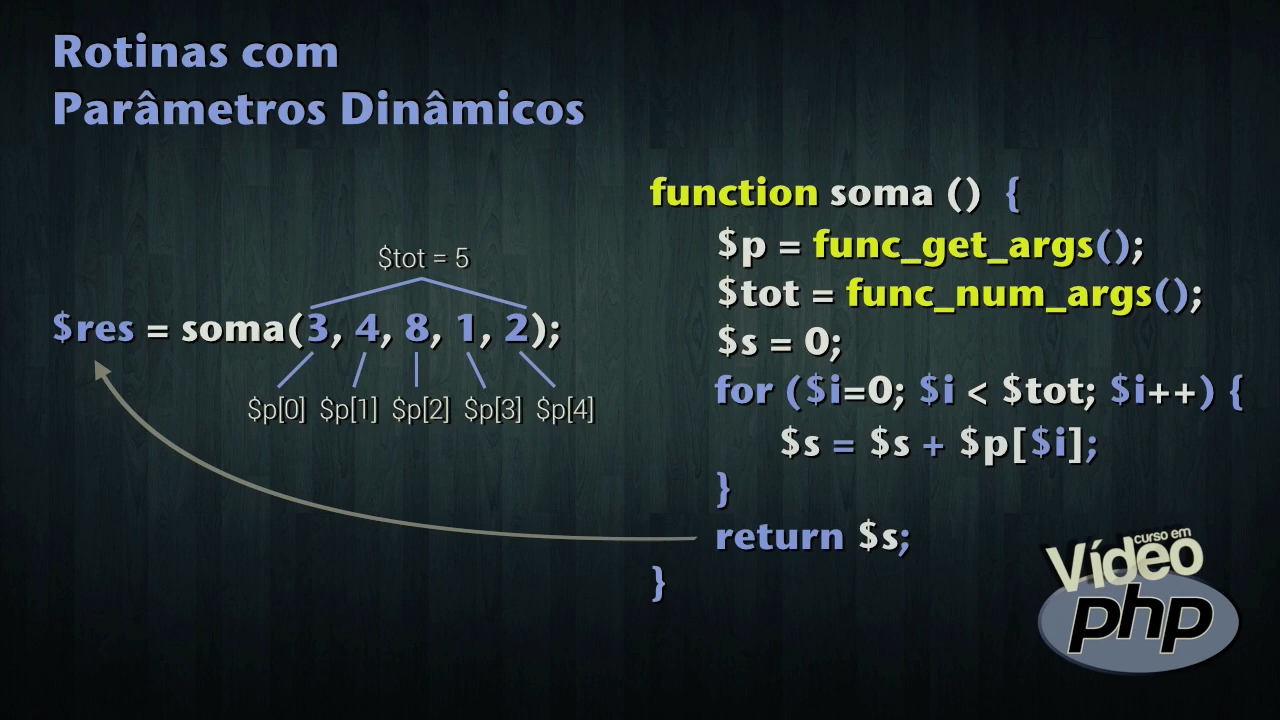 Rotinas com
Parâmetros Dinâmicos
$tot = 5
$res = soma(3, 4, 8, 1, 2);
$p[0] $p[1] $p[2] $p[3] $p[4]
function soma () {
$p = func_get_args();
$tot = func_num_args();
$s = 0;
for ($i=0; $i < $tot; $i++) {
$s = $s + $p[$i];
}
return $s;
}
curso em
Vídeo
php